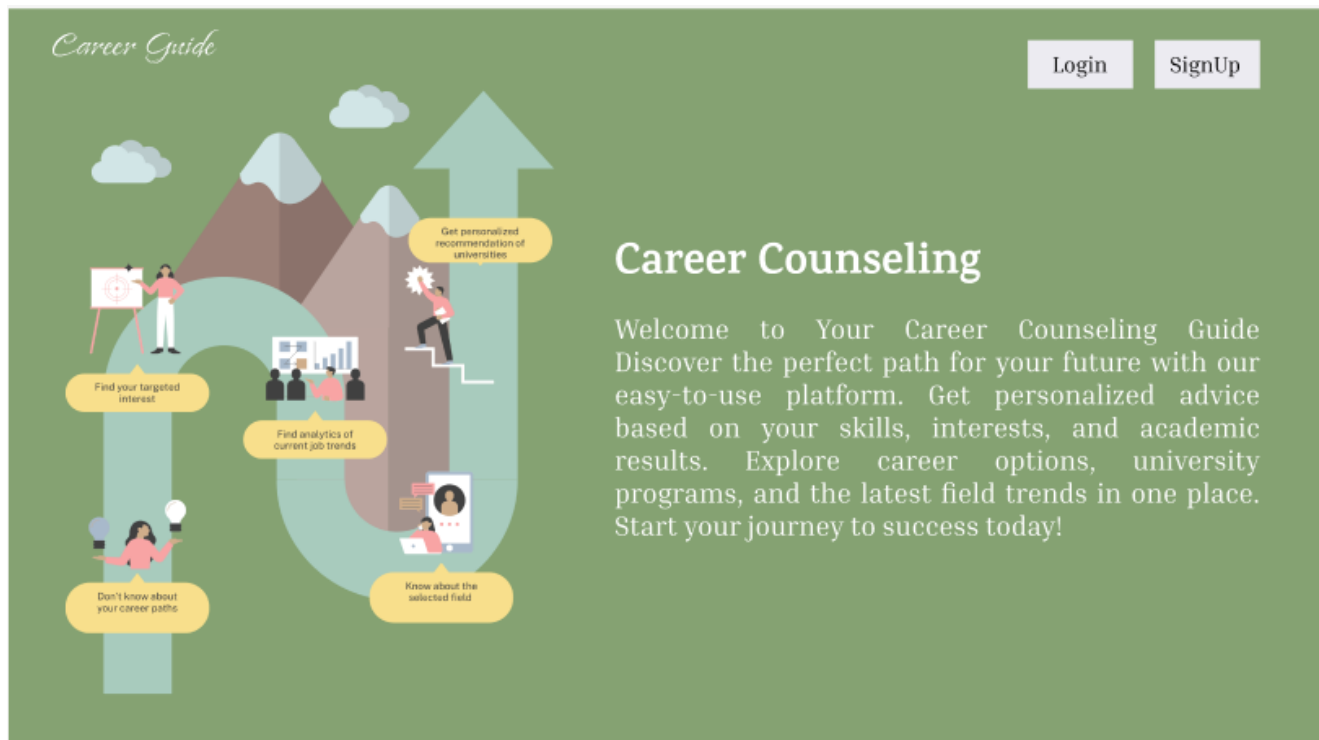 Career Guide
Login
SignUp
Get personalized
recommendation of
universities
Find your targeted
interest
Find analytics of
current job trends
Don't know about
your career paths
Know about the
selected field
Career Counseling
Welcome to Your Career Counseling Guide
Discover the perfect path for your future with our
easy-to-use platform. Get personalized advice
based on your skills, interests, and academic
results. Explore career options, university
programs, and the latest field trends in one place.
Start your journey to success today!